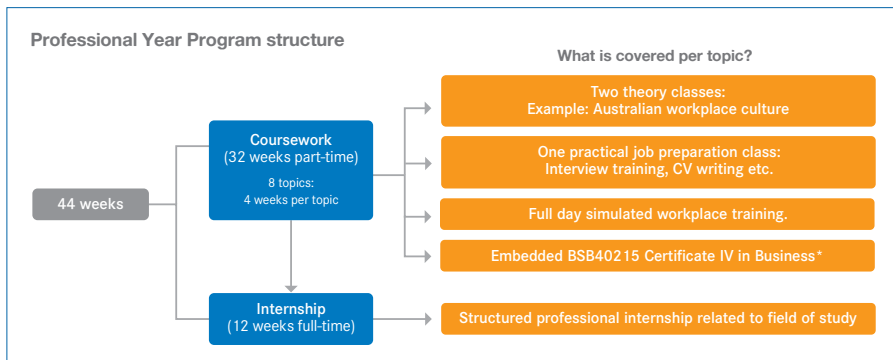 Professional Year Program structure
What is covered per topic?
44 weeks
Coursework
(32 weeks part-time)
8 topics:
4 weeks per topic
Two theory classes:
Example: Australian workplace culture
One practical job preparation class:
Interview training, CV writing etc.
Full day simulated workplace training.
Embedded BSB40215 Certificate IV in Business*
Internship
(12 weeks full-time)
Structured professional internship related to field of study